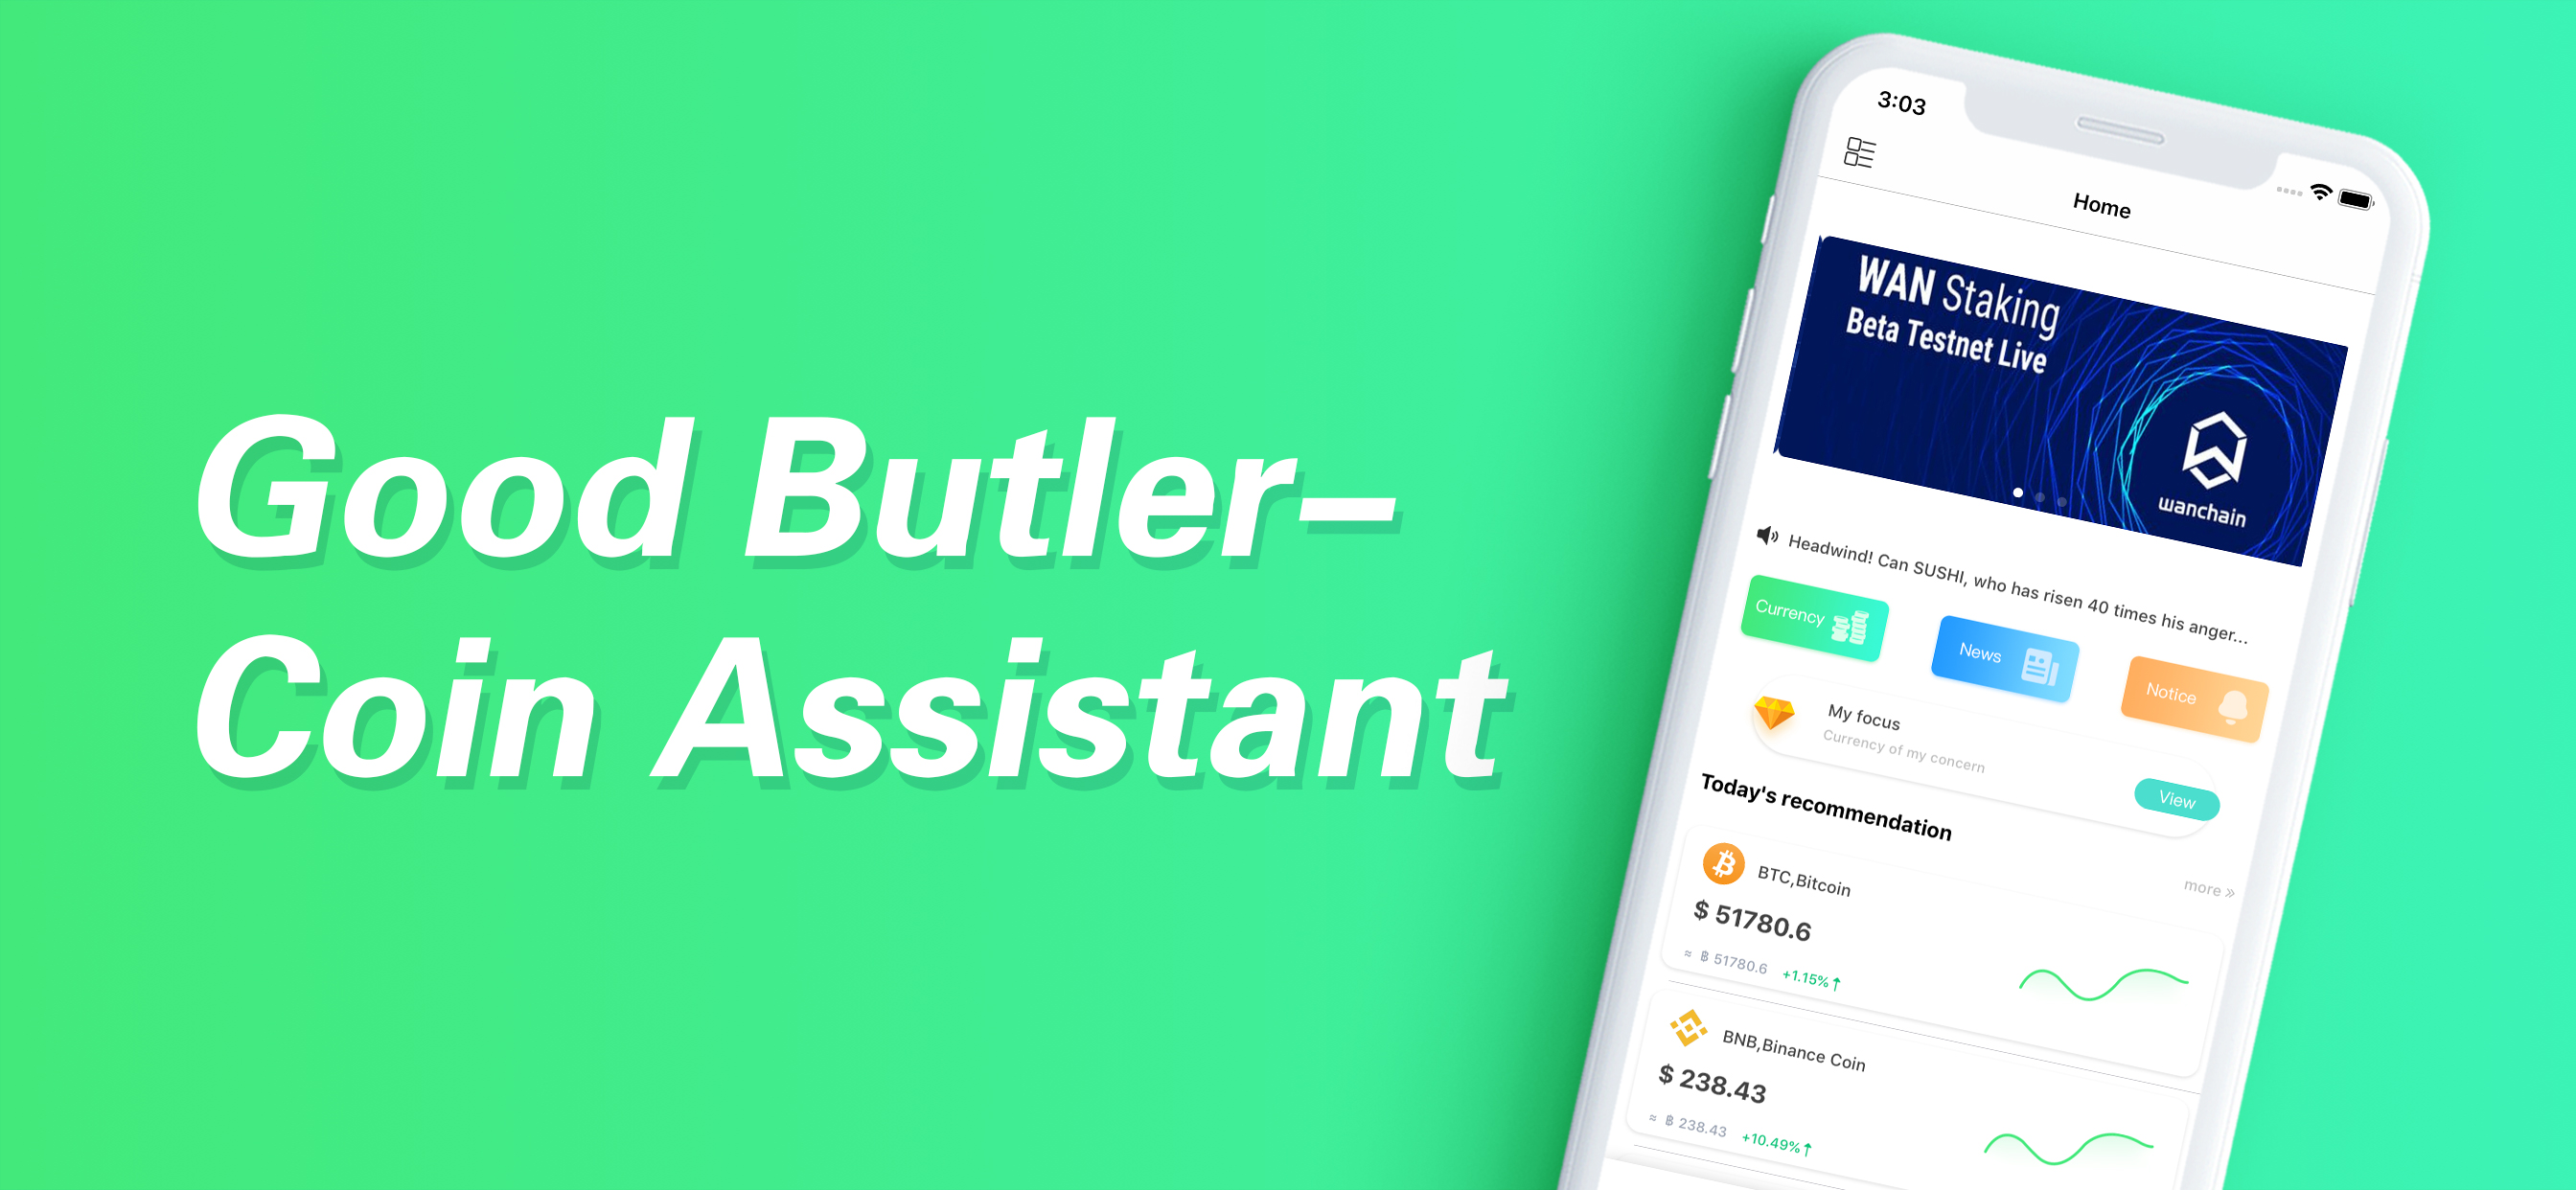 Good Butler–
Coin Assistant
3:03
Home
WAN Staking
Beta Testnet Live
wanchain
Headwind! Can SUSHI, who has risen 40 times his anger...
Currency
News
Notice
My focus
Currency of my concern
View
Today's recommendation
more »
BTC,Bitcoin
$ 51780.6
≈ ฿ 51780.6 +1.15%↑
BNB,Binance Coin
$ 238.43
≈ ฿ 238.43 +10.49%↑